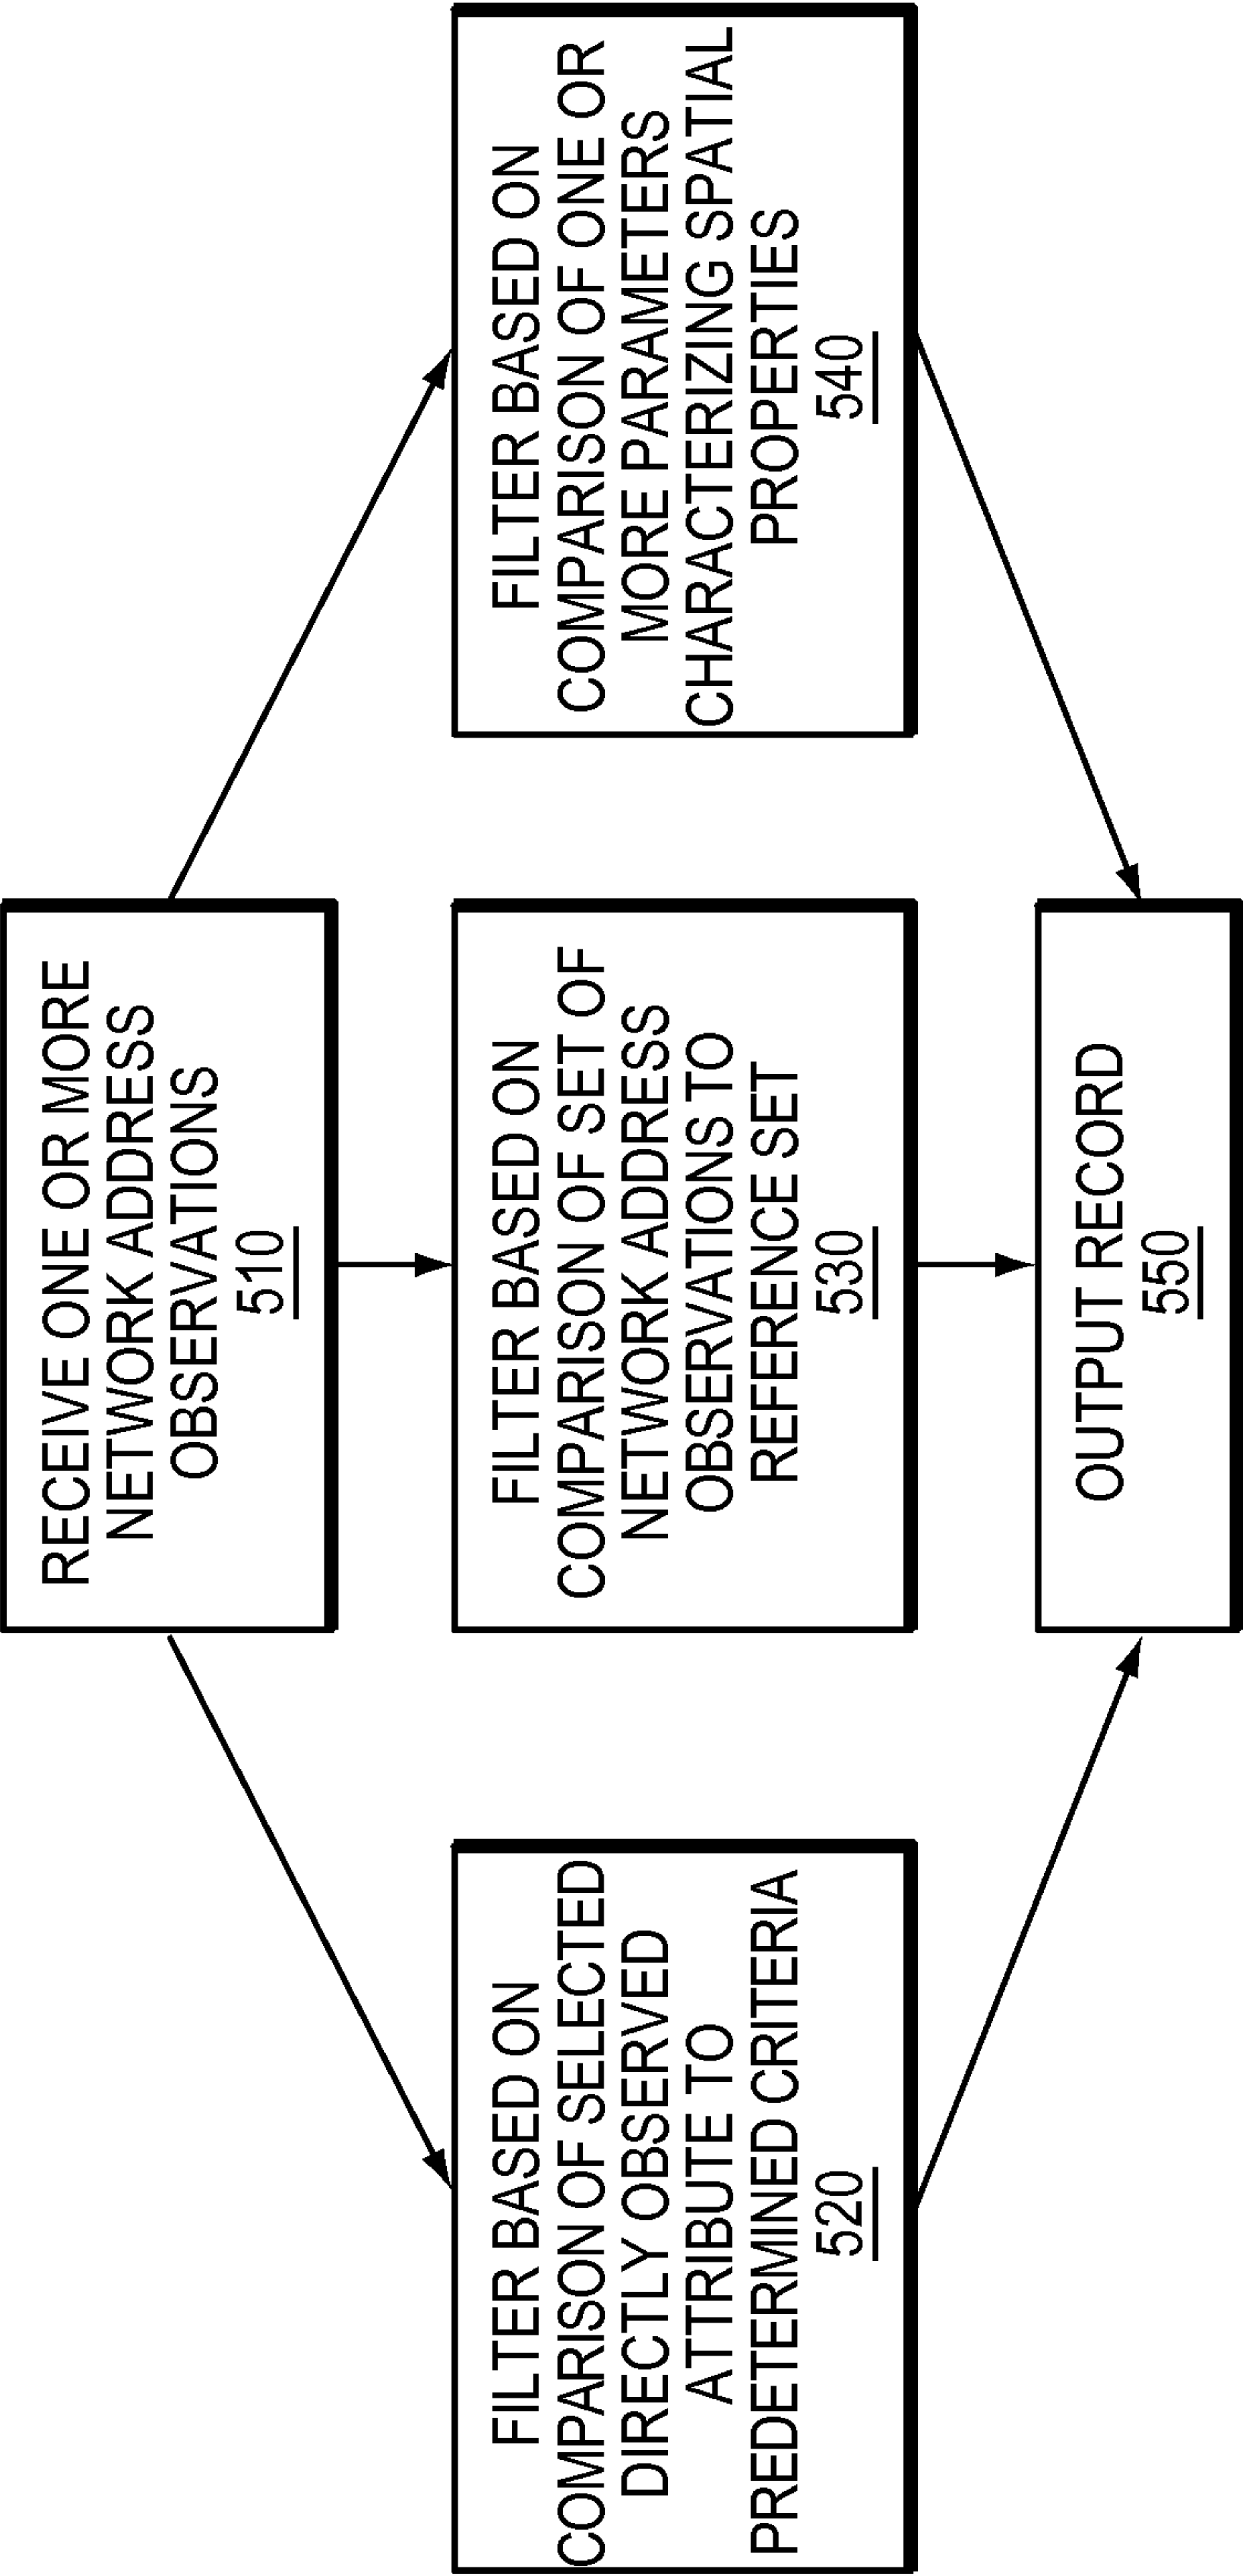 RECEIVE ONE OR MORE
NETWORK ADDRESS
OBSERVATIONS
510
FILTER BASED ON
COMPARISON OF SELECTED
DIRECTLY OBSERVED
ATTRIBUTE TO
PREDETERMINED CRITERIA
520
FILTER BASED ON
COMPARISON OF SET OF
NETWORK ADDRESS
OBSERVATIONS TO
REFERENCE SET
530
FILTER BASED ON
COMPARISON OF ONE OR
MORE PARAMETERS
CHARACTERIZING SPATIAL
PROPERTIES
540
OUTPUT RECORD
550